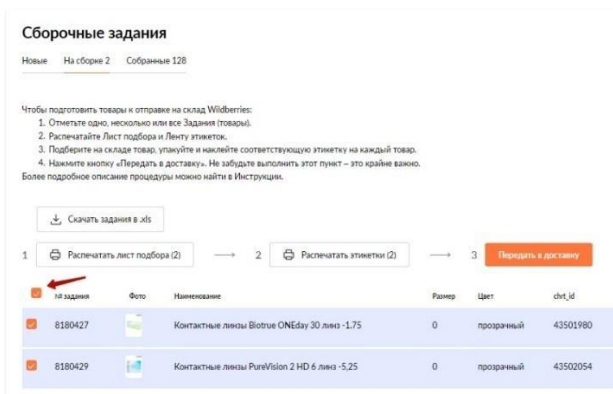 Сборочные задания
Новые На сборке 2 Собранные 128
Чтобы подготовить товары к отправке на склад Wildberries:
1. Отметьте одно, несколько или все Задания (товары).
2. Распечатайте Лист подбора и Ленту этикеток.
3. Подберите на складе товар, упакуйте и наклейте соответствующую этикетку на каждый товар.
4. Нажмите кнопку «Передать в доставку». Не забудьте выполнить этот пункт – это крайне важно.
Более подробное описание процедуры можно найти в Инструкции.
Скачать задания в .xls
1 Распечатать лист подбора (2) 2 Распечатать этикетки (2) 3 Передать в доставку
№ задания Фото Наименование Размер Цвет chrt_id
8180427 Контактные линзы Biotrue ONEday 30 линз -1.75 0 прозрачный 43501980
8180429 Контактные линзы PureVision 2 HD 6 линз -5,25 0 прозрачный 43502054